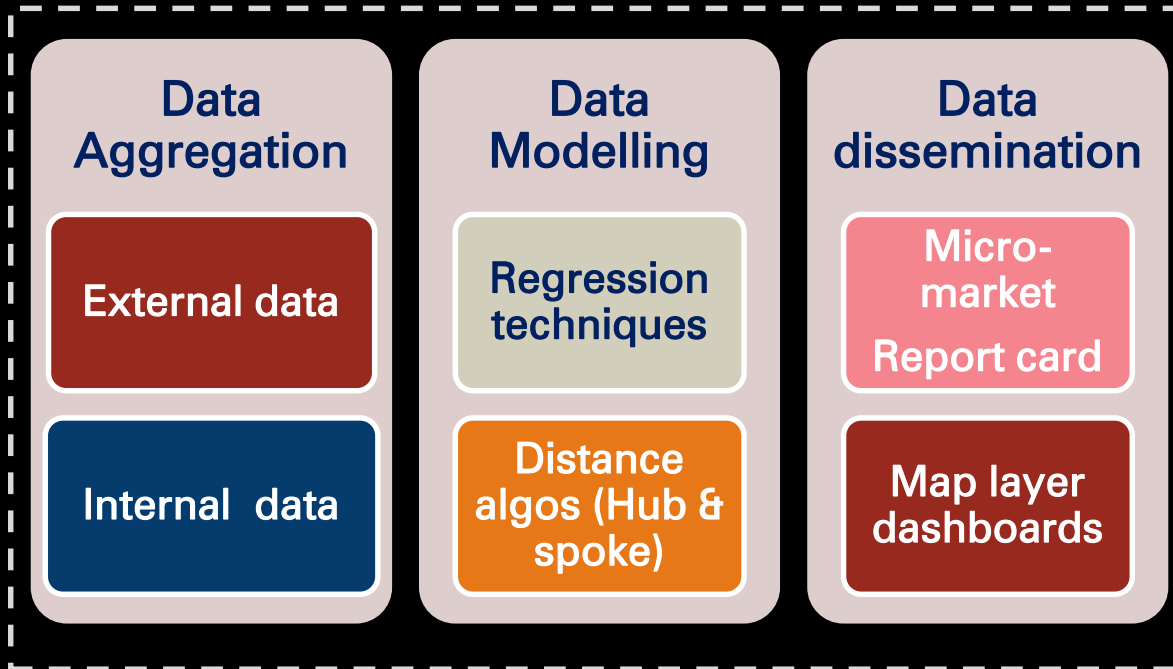 Data
Aggregation
External data
Internal  data
Data
Modelling
Regression
techniques
Distance
algos (Hub &
spoke)
Data
dissemination
Micro-
market
Report card
Map layer
dashboards